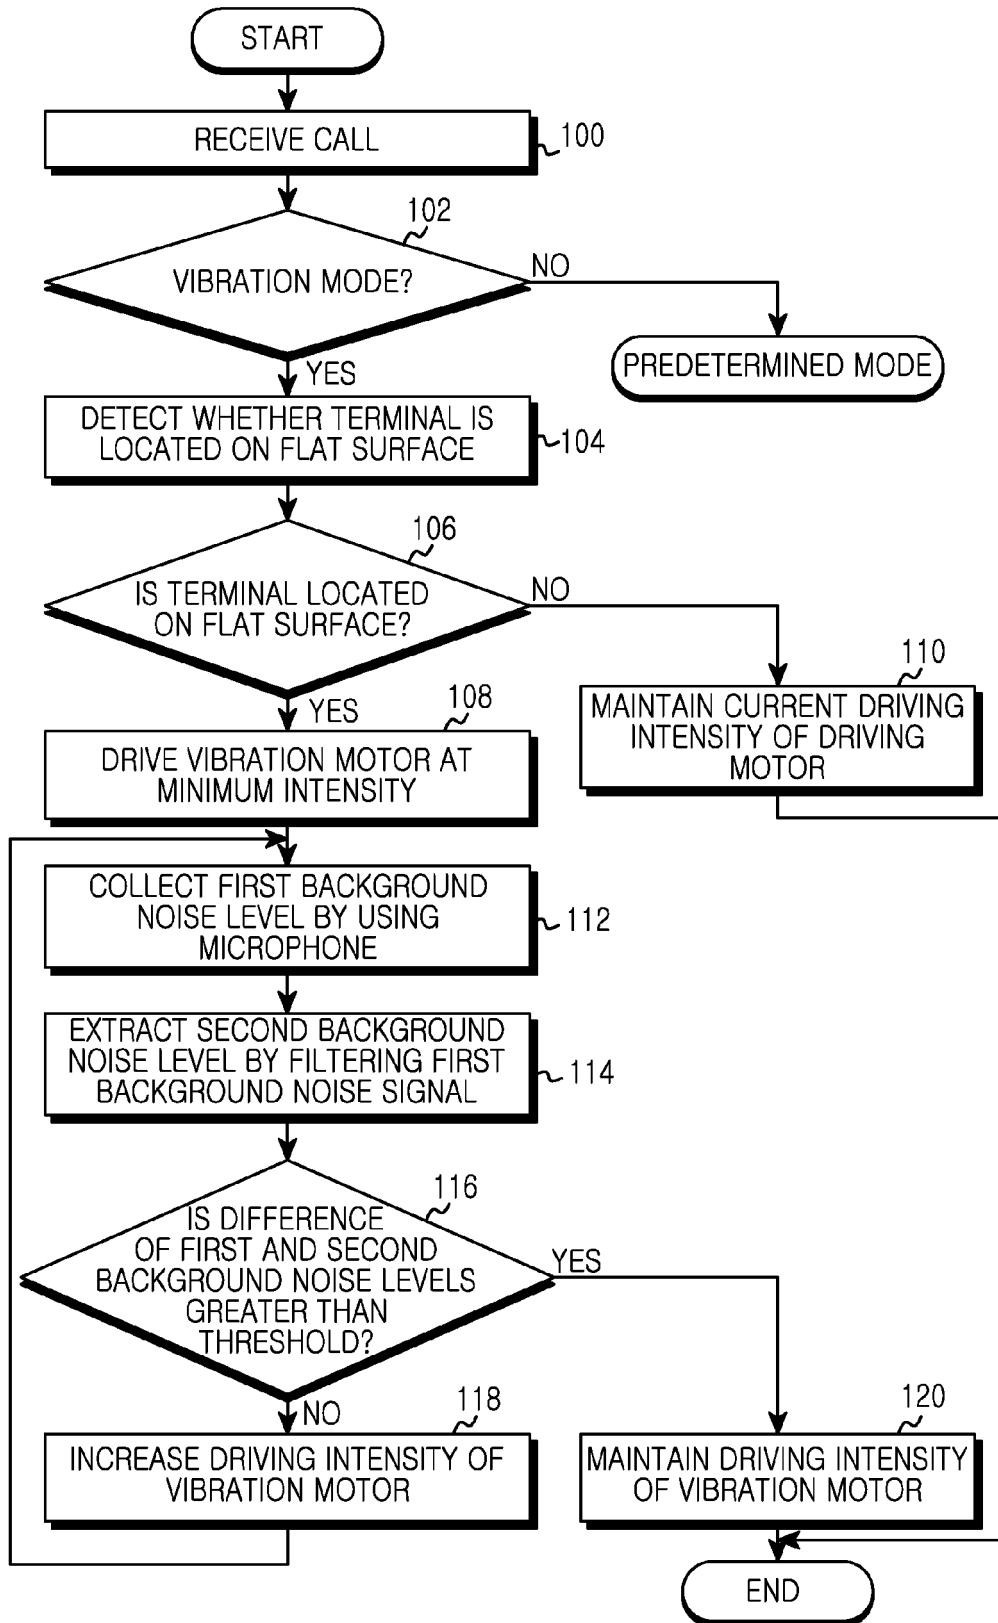 START
RECEIVE CALL
100
102
VIBRATION MODE?
NO
PREDETERMINED MODE
YES
DETECT WHETHER TERMINAL IS
LOCATED ON FLAT SURFACE
104
106
IS TERMINAL LOCATED
ON FLAT SURFACE?
NO
YES
108
DRIVE VIBRATION MOTOR AT
MINIMUM INTENSITY
110
MAINTAIN CURRENT DRIVING
INTENSITY OF DRIVING
MOTOR
COLLECT FIRST BACKGROUND
NOISE LEVEL BY USING
MICROPHONE
112
EXTRACT SECOND BACKGROUND
NOISE LEVEL BY FILTERING FIRST
BACKGROUND NOISE SIGNAL
114
116
IS DIFFERENCE
OF FIRST AND SECOND
BACKGROUND NOISE LEVELS
GREATER THAN
THRESHOLD?
YES
NO
118
INCREASE DRIVING INTENSITY OF
VIBRATION MOTOR
120
MAINTAIN DRIVING INTENSITY
OF VIBRATION MOTOR
END